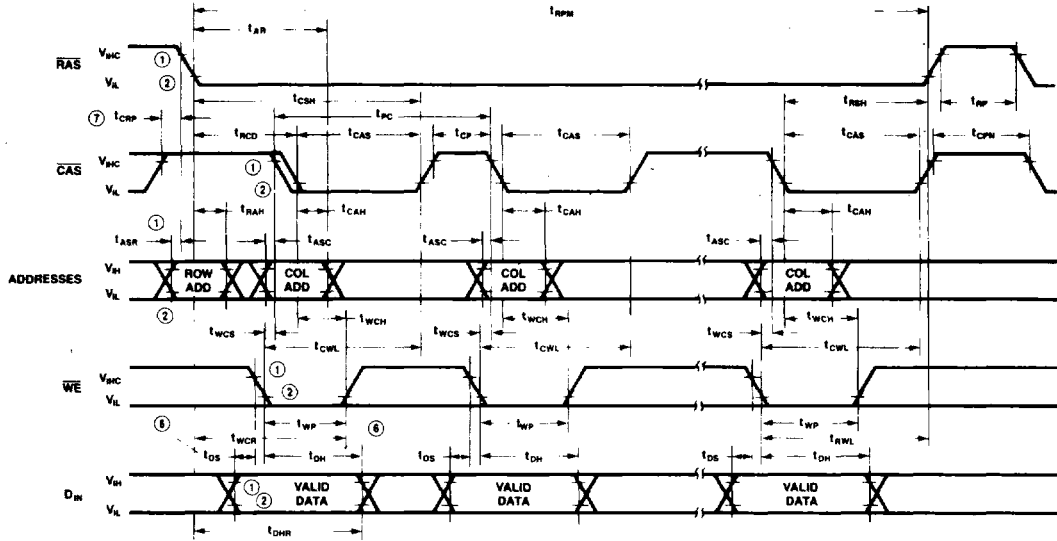 tRPM
tAR
RAS
VIHC
①
VIL
②
tCSH
tPC
tRSH
tRP
⑦ tCRP
tRCD
tCAS
tCP
tCAS
tCAS
tCPN
CAS
VIHC
①
VIL
②
tRAH
tCAH
tCAH
tCAH
①
tASR
tASC
tASC
tASC
ADDRESSES
VIH
VIL
ROW ADD
COL ADD
COL ADD
COL ADD
②
tWCH
tWCH
tWCH
tWCS
tWCS
tWCS
tCWL
tCWL
tCWL
WE
VIHC
①
VIL
②
tWP
tWP
tWP
⑥
⑥
tWCR
tRWL
tDS
tDH
tDS
tDH
tDS
tDH
DIN
VIH
VIL
①
②
VALID DATA
VALID DATA
VALID DATA
tDHR